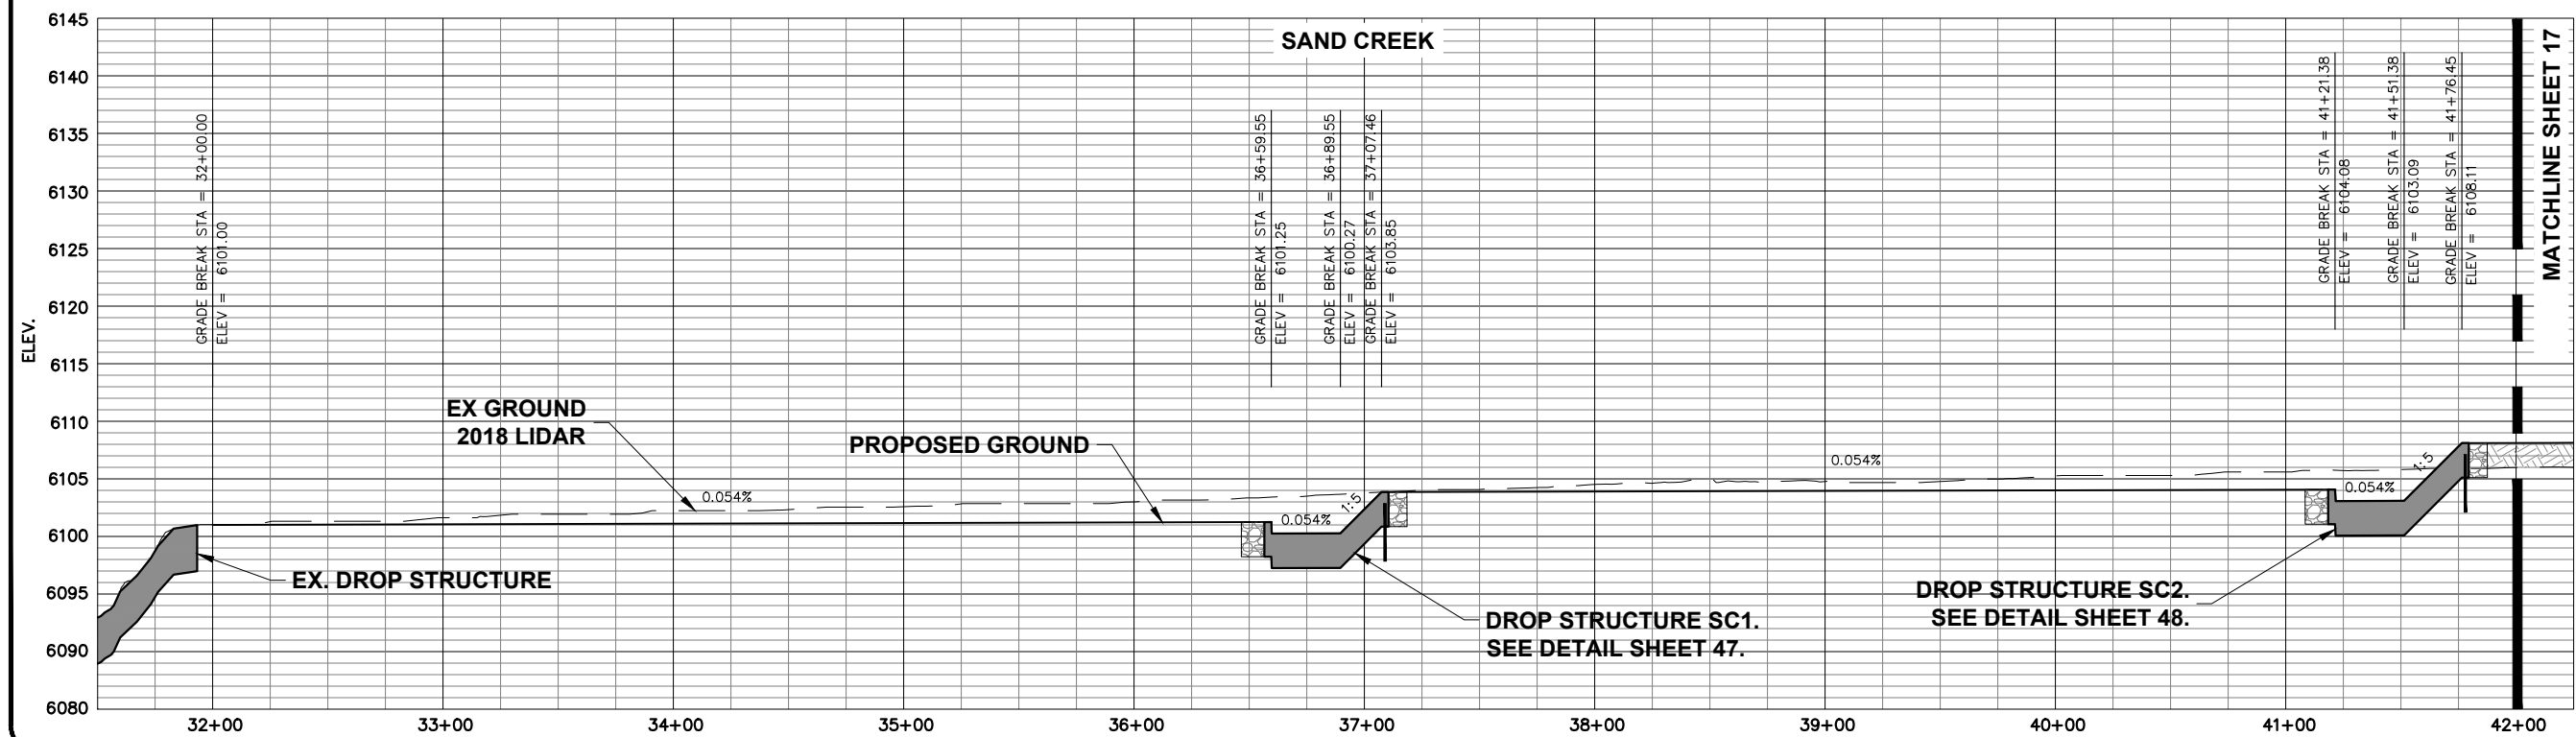 SAND CREEK
MATCHLINE SHEET 17
ELEV.
6145
6140
6135
6130
6125
6120
6115
6110
6105
6100
6095
6090
6085
6080
GRADE BREAK STA = 32+00.00
ELEV = 6101.00
GRADE BREAK STA = 36+59.55
ELEV = 6101.25
GRADE BREAK STA = 36+89.55
ELEV = 6100.27
GRADE BREAK STA = 37+07.46
ELEV = 6103.85
GRADE BREAK STA = 41+21.38
ELEV = 6104.08
GRADE BREAK STA = 41+51.38
ELEV = 6103.09
GRADE BREAK STA = 41+76.45
ELEV = 6108.11
EX GROUND
2018 LIDAR
PROPOSED GROUND
0.054%
0.054%
1:5
0.054%
0.054%
1:5
EX. DROP STRUCTURE
DROP STRUCTURE SC1.
SEE DETAIL SHEET 47.
DROP STRUCTURE SC2.
SEE DETAIL SHEET 48.
32+00
33+00
34+00
35+00
36+00
37+00
38+00
39+00
40+00
41+00
42+00